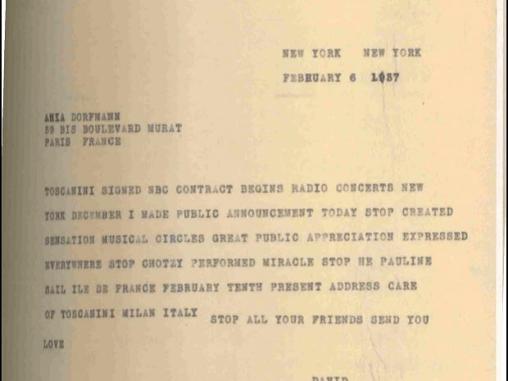 NEW YORK NEW YORK
FEBRUARY 6 1937
ANIA DORFMANN
59 BIS BOULEVARD MURAT
PARIS FRANCE
TOSCANINI SIGNED NBC CONTRACT BEGINS RADIO CONCERTS NEW
YORK DECEMBER I MADE PUBLIC ANNOUNCEMENT TODAY STOP CREATED
SENSATION MUSICAL CIRCLES GREAT PUBLIC APPRECIATION EXPRESSED
EVERYWHERE STOP CHOTZY PERFORMED MIRACLE STOP HE PAULINE
SAIL ILE DE FRANCE FEBRUARY TENTH PRESENT ADDRESS CARE
OF TOSCANINI MILAN ITALY STOP ALL YOUR FRIENDS SEND YOU
LOVE
DAVID